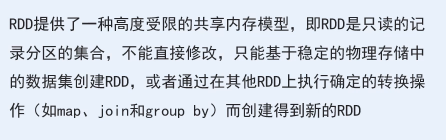 RDD提供了一种高度受限的共享内存模型，即RDD是只读的记
录分区的集合，不能直接修改，只能基于稳定的物理存储中
的数据集创建RDD，或者通过在其他RDD上执行确定的转换操
作（如map、join和group by）而创建得到新的RDD